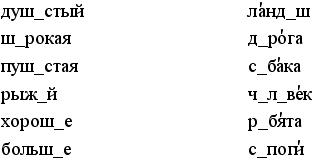 душ_стый
ш_рокая
пуш_стая
рыж_й
хорош_е
больш_е
ла́нд_ш
д_ро́га
с_ба́ка
ч_л_ве́к
р_бя́та
с_поги́